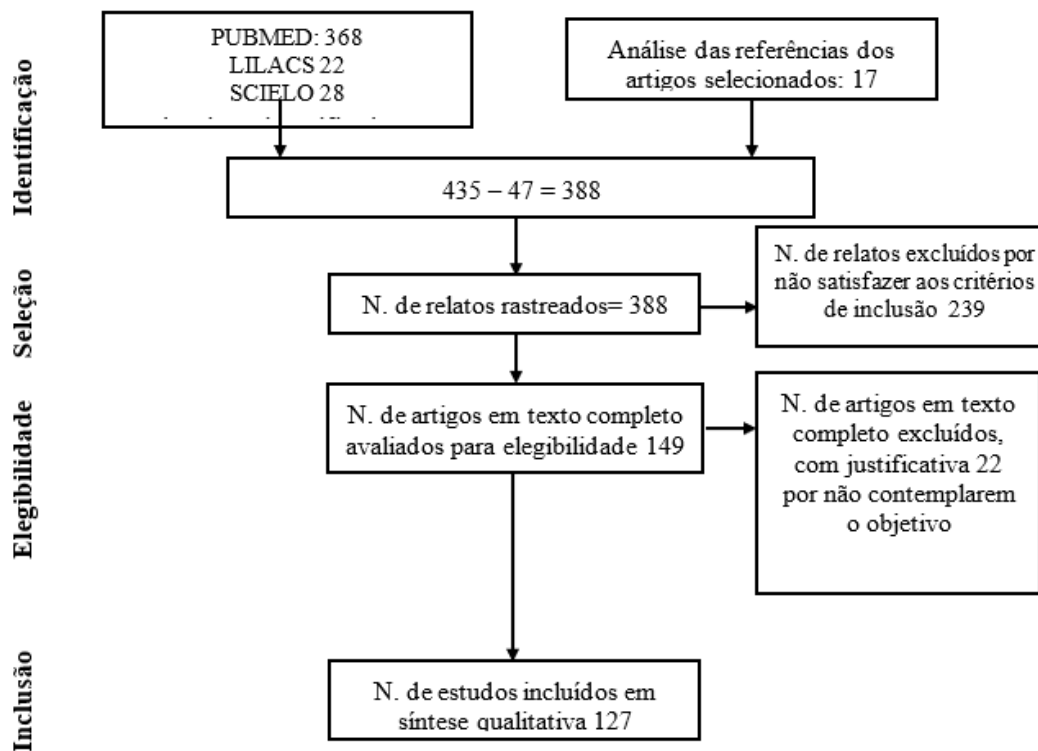 Identificação
PUBMED: 368
LILACS 22
SCIELO 28
Análise das referências dos
artigos selecionados: 17
435 – 47 = 388
Seleção
N. de relatos rastreados= 388
N. de relatos excluídos por
não satisfazer aos critérios
de inclusão 239
Elegibilidade
N. de artigos em texto completo
avaliados para elegibilidade 149
N. de artigos em texto
completo excluídos,
com justificativa 22
por não contemplarem
o objetivo
Inclusão
N. de estudos incluídos em
síntese qualitativa 127